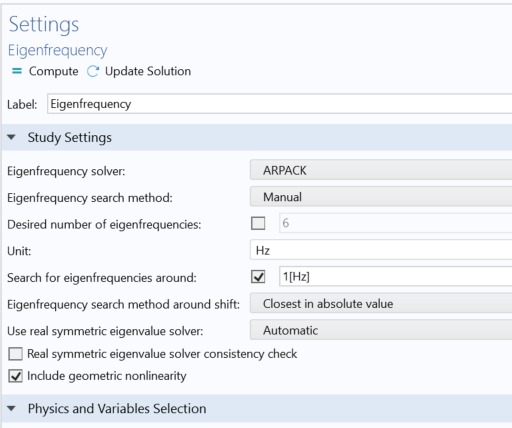 Settings
Eigenfrequency
= Compute Update Solution
Label: Eigenfrequency
Study Settings
Eigenfrequency solver: ARPACK
Eigenfrequency search method: Manual
Desired number of eigenfrequencies: 6
Unit: Hz
Search for eigenfrequencies around: 1[Hz]
Eigenfrequency search method around shift: Closest in absolute value
Use real symmetric eigenvalue solver: Automatic
Real symmetric eigenvalue solver consistency check
Include geometric nonlinearity
Physics and Variables Selection